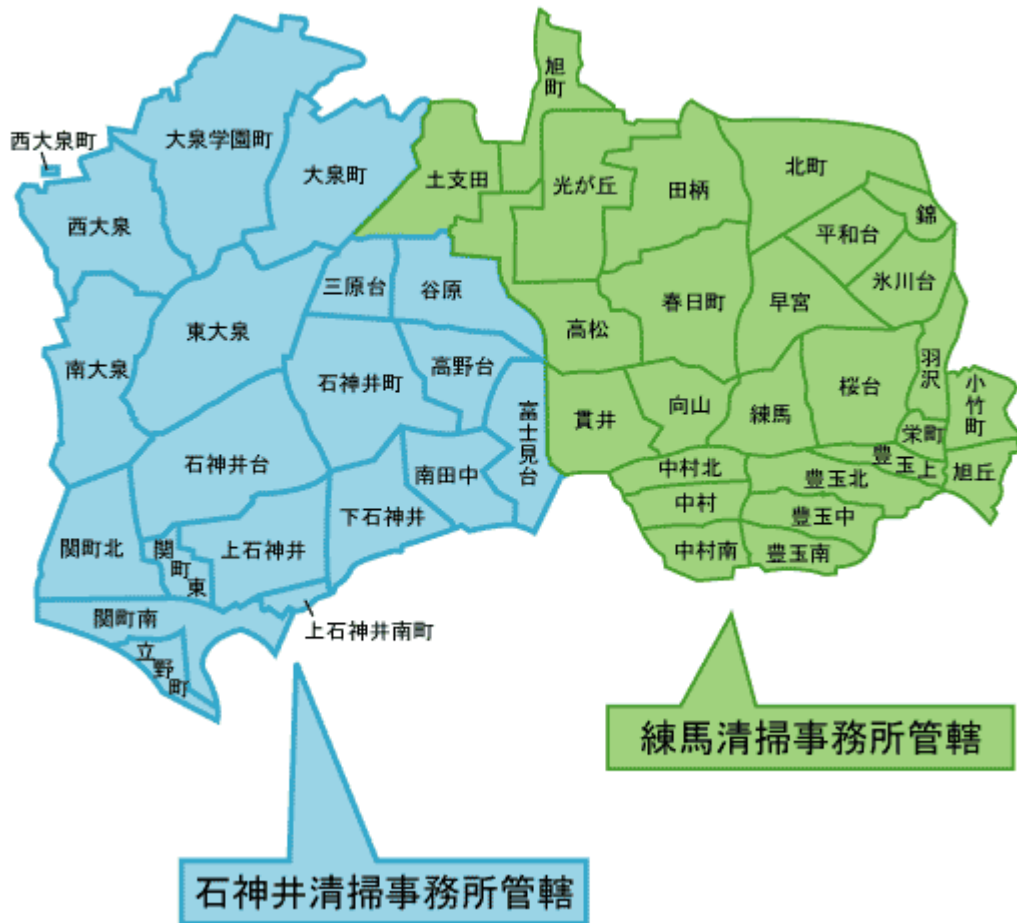 旭町
西大泉町
大泉学園町
大泉町
土支田
光が丘
田柄
北町
錦
西大泉
平和台
三原台
谷原
氷川台
東大泉
春日町
早宮
高松
南大泉
石神井町
高野台
羽沢
桜台
小竹町
富士見台
貫井
向山
練馬
栄町
石神井台
南田中
中村北
豊玉北
豊玉上
旭丘
下石神井
中村
豊玉中
関町北
関町東
上石神井
中村南
豊玉南
関町南
上石神井南町
立野町
練馬清掃事務所管轄
石神井清掃事務所管轄